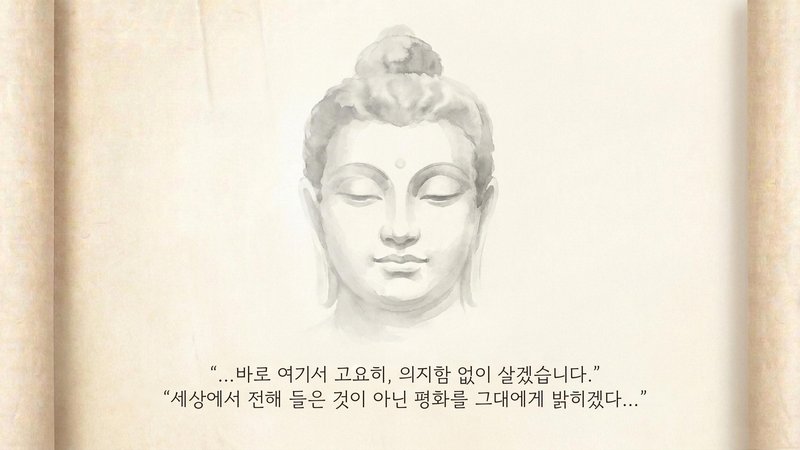 “...바로 여기서 고요히, 의지함 없이 살겠습니다.”
“세상에서 전해 들은 것이 아닌 평화를 그대에게 밝히겠다...”